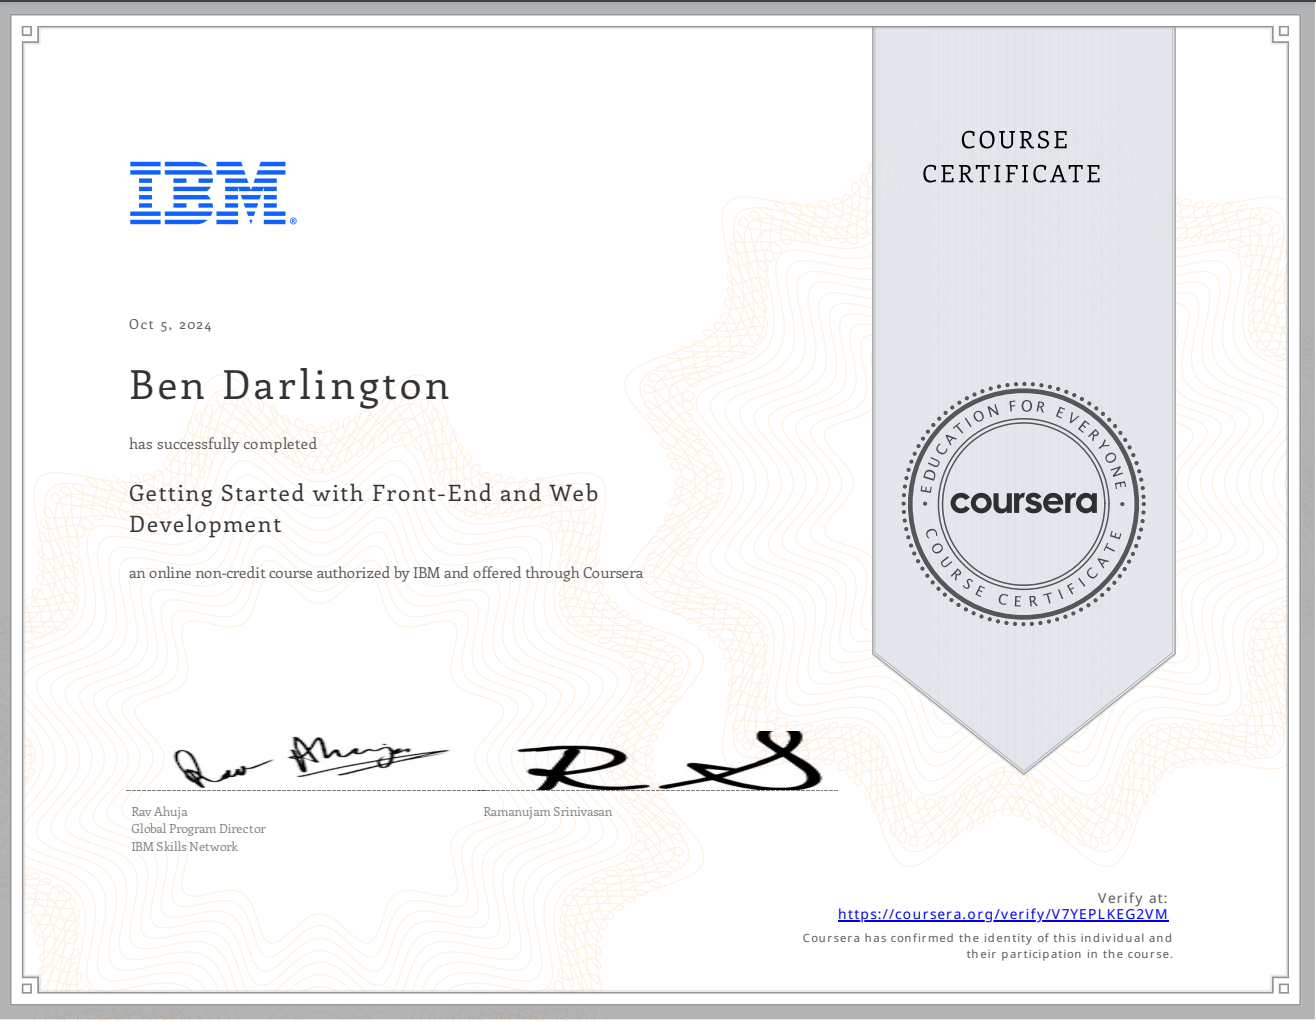 IBM®
COURSE
CERTIFICATE
Oct 5, 2024
Ben Darlington
has successfully completed
Getting Started with Front-End and Web
Development
an online non-credit course authorized by IBM and offered through Coursera
• EDUCATION FOR EVERYONE •
coursera
COURSE CERTIFICATE
Rav Ahuja
R S
Rav Ahuja
Global Program Director
IBM Skills Network
Ramanujam Srinivasan
Verify at:
https://coursera.org/verify/V7YEPLKEG2VM
Coursera has confirmed the identity of this individual and
their participation in the course.